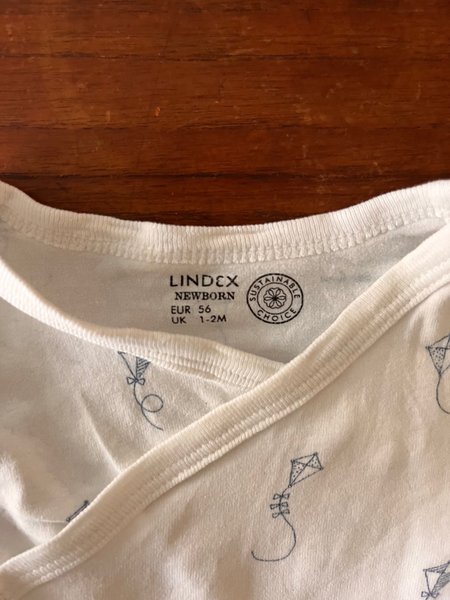 LINDEX
NEWBORN
EUR 56
UK 1-2M
SUSTAINABLE
CHOICE